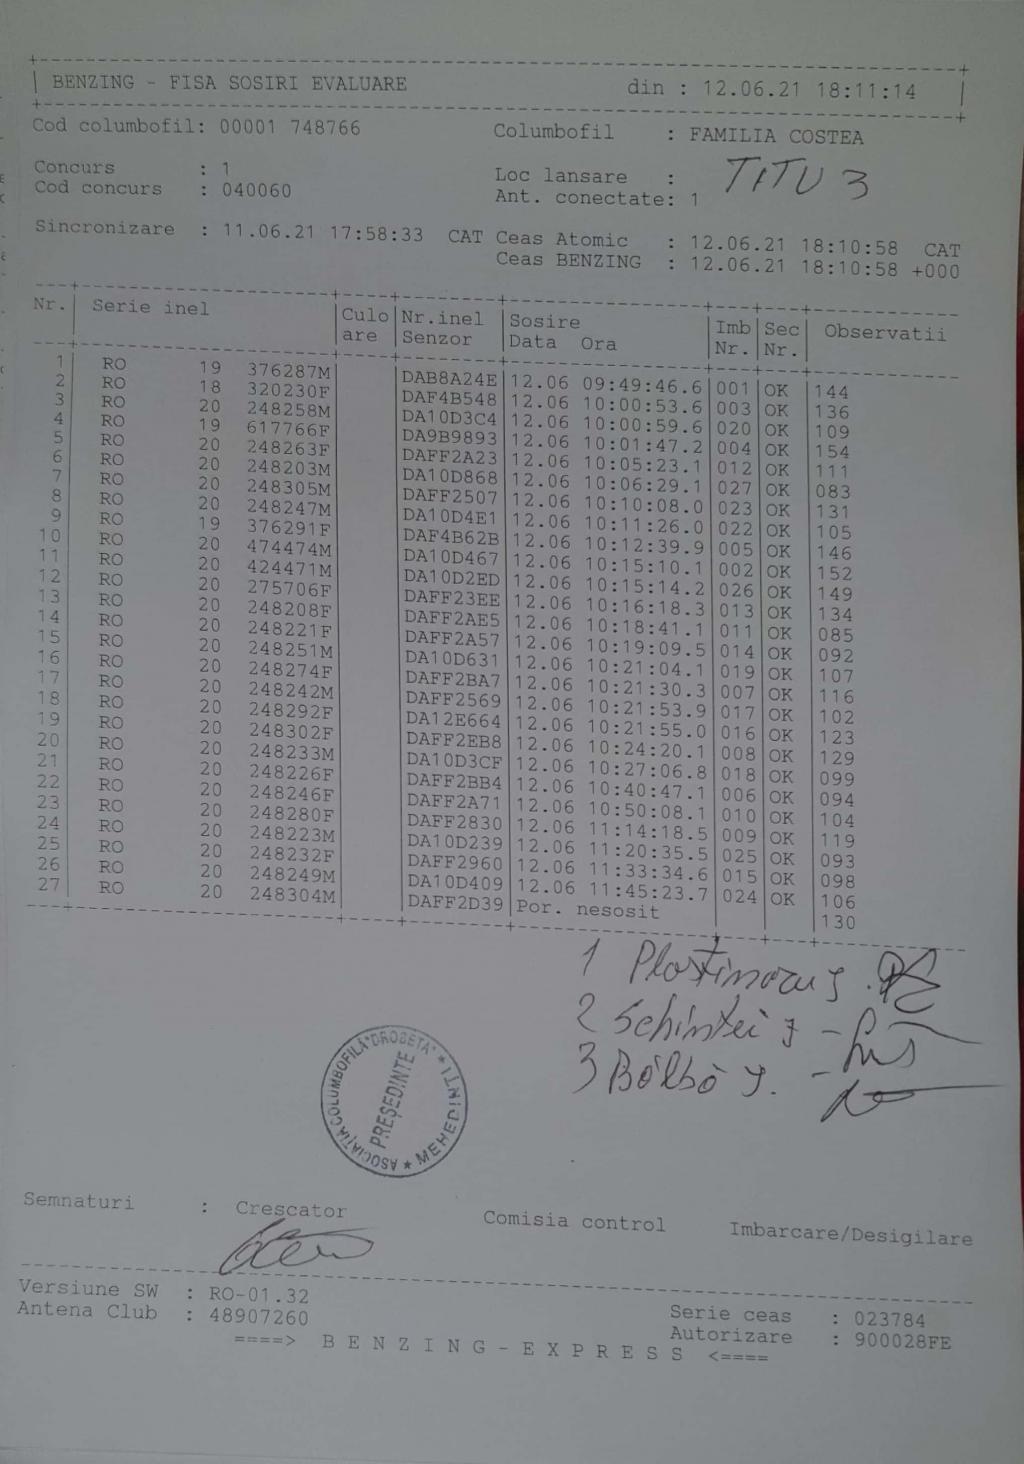 BENZING - FISA SOSIRI EVALUARE din : 12.06.21 18:11:14
Cod columbofil: 00001 748766 Columbofil : FAMILIA COSTEA
Concurs : 1 Loc lansare : TITU 3
Cod concurs : 040060 Ant. conectate: 1
Sincronizare : 11.06.21 17:58:33 CAT Ceas Atomic : 12.06.21 18:10:58 CAT
Ceas BENZING : 12.06.21 18:10:58 +000
Nr. Serie inel Culo Nr.inel Sosire Imb Sec Observatii
are Senzor Data Ora Nr. Nr.
1 RO 19 376287M DAB8A24E 12.06 09:49:46.6 001 OK 144
2 RO 18 320230F DAF4B548 12.06 10:00:53.6 003 OK 136
3 RO 20 248258M DA10D3C4 12.06 10:00:59.6 020 OK 109
4 RO 19 617766F DA9B9893 12.06 10:01:47.2 004 OK 154
5 RO 20 248263F DAFF2A23 12.06 10:05:23.1 012 OK 111
6 RO 20 248203M DA10D868 12.06 10:06:29.1 027 OK 083
7 RO 20 248305M DAFF2507 12.06 10:10:08.0 023 OK 131
8 RO 20 248247M DA10D4E1 12.06 10:11:26.0 022 OK 105
9 RO 19 376291F DAF4B62B 12.06 10:12:39.9 005 OK 146
10 RO 20 474474M DA10D467 12.06 10:15:10.1 002 OK 152
11 RO 20 424471M DA10D2ED 12.06 10:15:14.2 026 OK 149
12 RO 20 275706F DAFF23EE 12.06 10:16:18.3 013 OK 134
13 RO 20 248208F DAFF2AE5 12.06 10:18:41.1 011 OK 085
14 RO 20 248221F DAFF2A57 12.06 10:19:09.5 014 OK 092
15 RO 20 248251M DA10D631 12.06 10:21:04.1 019 OK 107
16 RO 20 248274F DAFF2BA7 12.06 10:21:30.3 007 OK 116
17 RO 20 248242M DAFF2569 12.06 10:21:53.9 017 OK 102
18 RO 20 248292F DA12E664 12.06 10:21:55.0 016 OK 123
19 RO 20 248302F DAFF2EB8 12.06 10:24:20.1 008 OK 129
20 RO 20 248233M DA10D3CF 12.06 10:27:06.8 018 OK 099
21 RO 20 248226F DAFF2BB4 12.06 10:40:47.1 006 OK 094
22 RO 20 248246F DAFF2A71 12.06 10:50:08.1 010 OK 104
23 RO 20 248280F DAFF2830 12.06 11:14:18.5 009 OK 119
24 RO 20 248223M DA10D239 12.06 11:20:35.5 025 OK 093
25 RO 20 248232F DAFF2960 12.06 11:33:34.6 015 OK 098
26 RO 20 248249M DA10D409 12.06 11:45:23.7 024 OK 106
27 RO 20 248304M DAFF2D39 Por. nesosit 130
1
2 Schintei
3
ASOCIAȚIA COLUMBOFILĂ "DROBETA" * MEHEDINȚI *
PREȘEDINTE
Semnaturi : Crescator Comisia control Imbarcare/Desigilare
Versiune SW : RO-01.32 Serie ceas : 023784
Antena Club : 48907260 Autorizare : 900028FE
====> B E N Z I N G - E X P R E S S <====